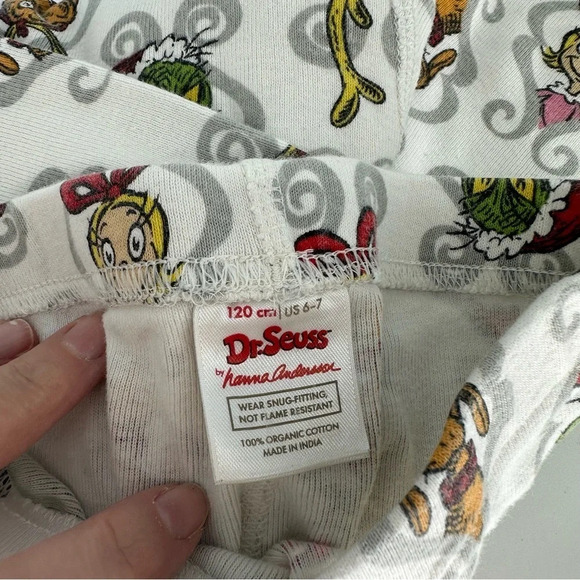 120 cm | US 6-7
Dr. Seuss
by hanna andersson
WEAR SNUG-FITTING,
NOT FLAME RESISTANT
100% ORGANIC COTTON
MADE IN INDIA